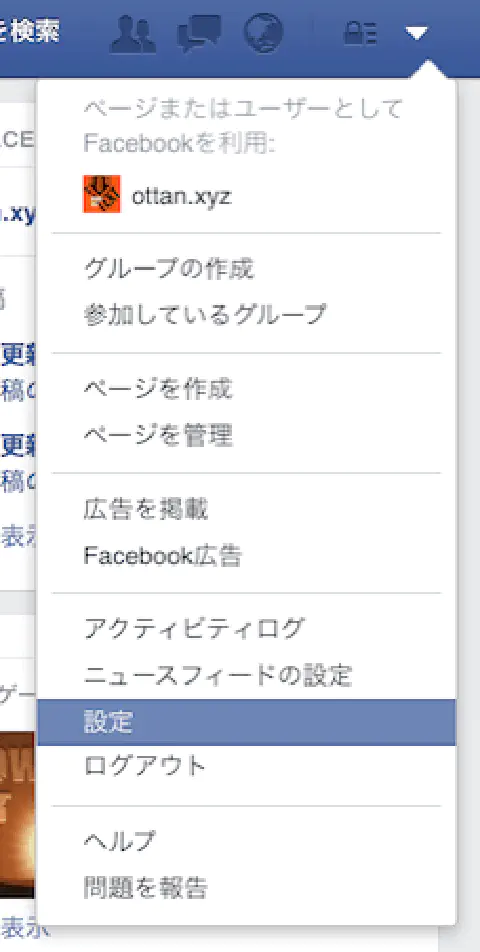 を検索
ページまたはユーザーとして
Facebookを利用:
ottan.xyz
グループの作成
参加しているグループ
ページを作成
ページを管理
広告を掲載
Facebook広告
アクティビティログ
ニュースフィードの設定
設定
ログアウト
ヘルプ
問題を報告
CE
.xy
稿
更新
稿の
更新
稿の
表示
ゲー
表示